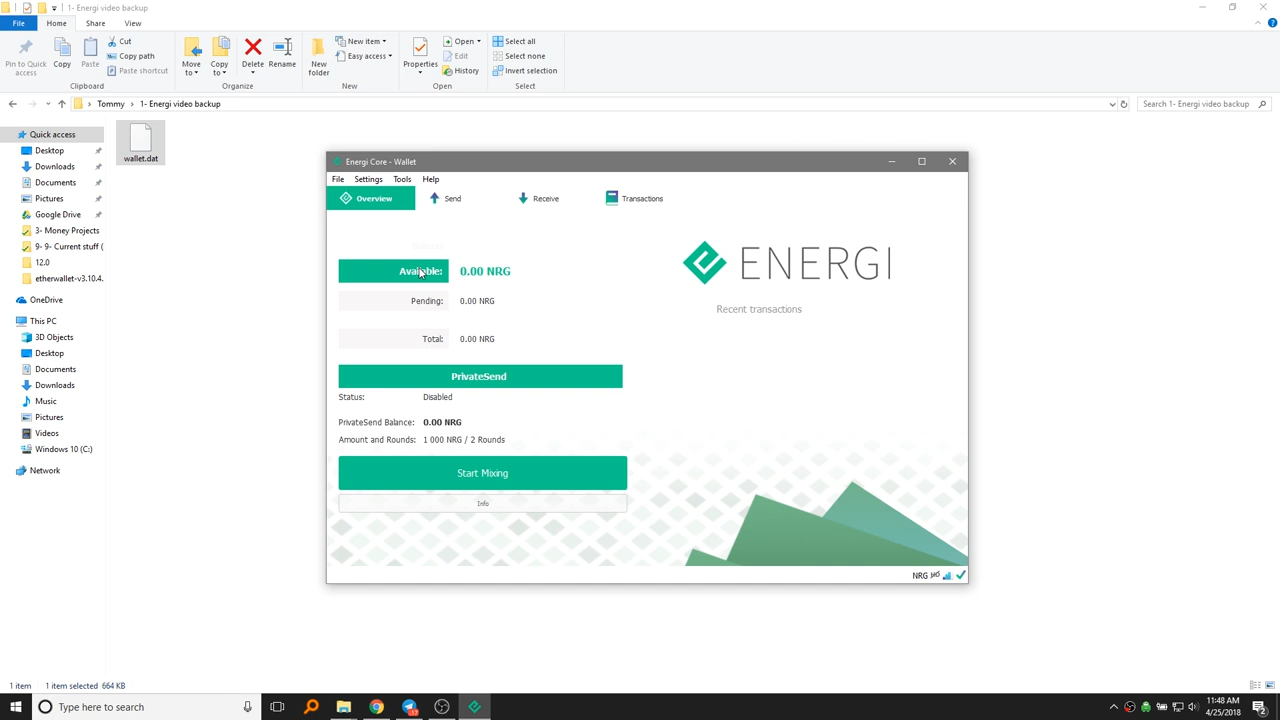 1- Energi video backup
File
Home
Share
View
Pin to Quick access
Copy
Paste
Cut
Copy path
Paste shortcut
Clipboard
Move to
Copy to
Delete
Rename
Organize
New folder
New item
Easy access
New
Properties
Open
Edit
History
Open
Select all
Select none
Invert selection
Select
Tommy > 1- Energi video backup
Search 1- Energi video backup
Quick access
Desktop
Downloads
Documents
Pictures
Google Drive
3- Money Projects
9- 9- Current stuff (
12.0
etherwallet-v3.10.4.
OneDrive
This PC
3D Objects
Desktop
Documents
Downloads
Music
Pictures
Videos
Windows 10 (C:)
Network
wallet.dat
Energi Core - Wallet
File Settings Tools Help
Overview
Send
Receive
Transactions
Balances
Available: 0.00 NRG
Pending: 0.00 NRG
Total: 0.00 NRG
PrivateSend
Status: Disabled
PrivateSend Balance: 0.00 NRG
Amount and Rounds: 1 000 NRG / 2 Rounds
Start Mixing
Info
ENERGI
Recent transactions
NRG
1 item 1 item selected 664 KB
Type here to search
17
11:48 AM
4/25/2018
2